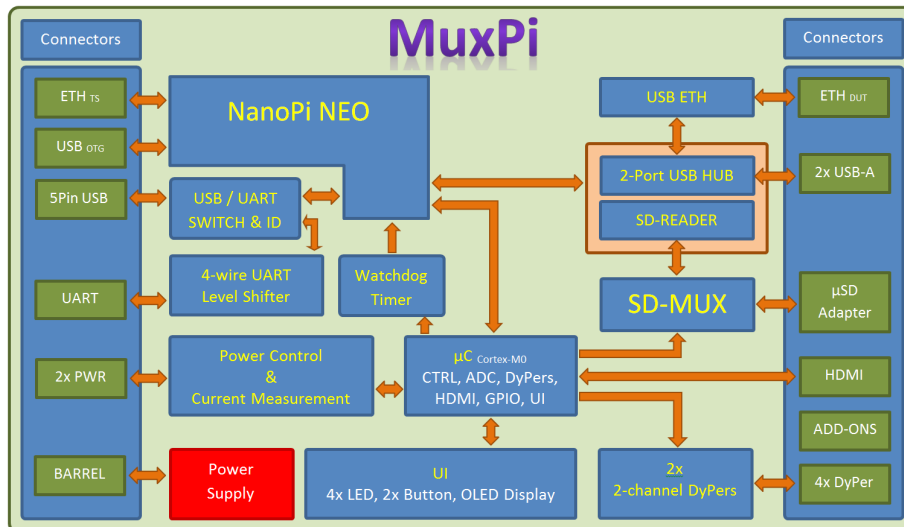 MuxPi
Connectors
ETH TS
USB OTG
5Pin USB
UART
2x PWR
BARREL
NanoPi NEO
USB / UART
SWITCH & ID
4-wire UART
Level Shifter
Watchdog
Timer
Power Control
&
Current Measurement
Power
Supply
µC Cortex-M0
CTRL, ADC, DyPers,
HDMI, GPIO, UI
UI
4x LED, 2x Button, OLED Display
USB ETH
2-Port USB HUB
SD-READER
SD-MUX
2x
2-channel DyPers
Connectors
ETH DUT
2x USB-A
µSD
Adapter
HDMI
ADD-ONS
4x DyPer